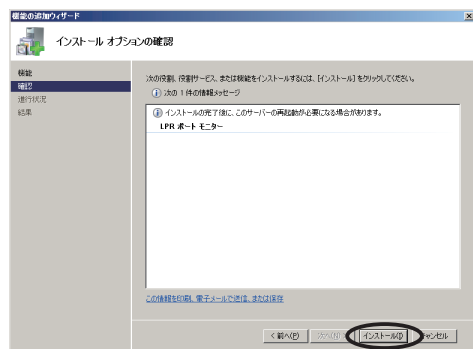 機能の追加ウィザード
インストール オプションの確認
機能
確認
進行状況
結果
次の役割、役割サービス、または機能をインストールするには、[インストール] をクリックしてください。
次の 1 件の情報メッセージ
インストールの完了後に、このサーバーの再起動が必要になる場合があります。
LPR ポート モニター
この情報を印刷、電子メールで送信、または保存
< 前へ(P)
次へ(N)
インストール(I)
キャンセル